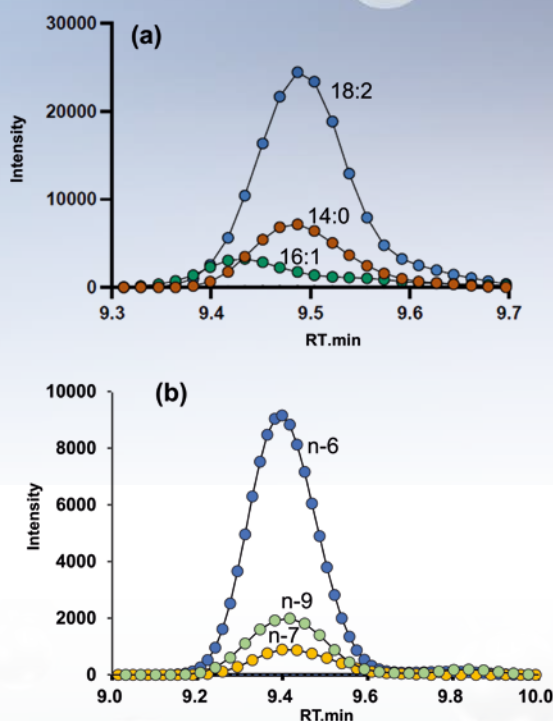 (a)
30000
20000
10000
0
Intensity
18:2
14:0
16:1
9.3 9.4 9.5 9.6 9.7
RT.min
(b)
10000
8000
6000
4000
2000
0
Intensity
n-6
n-9
n-7
9.0 9.2 9.4 9.6 9.8 10.0
RT.min